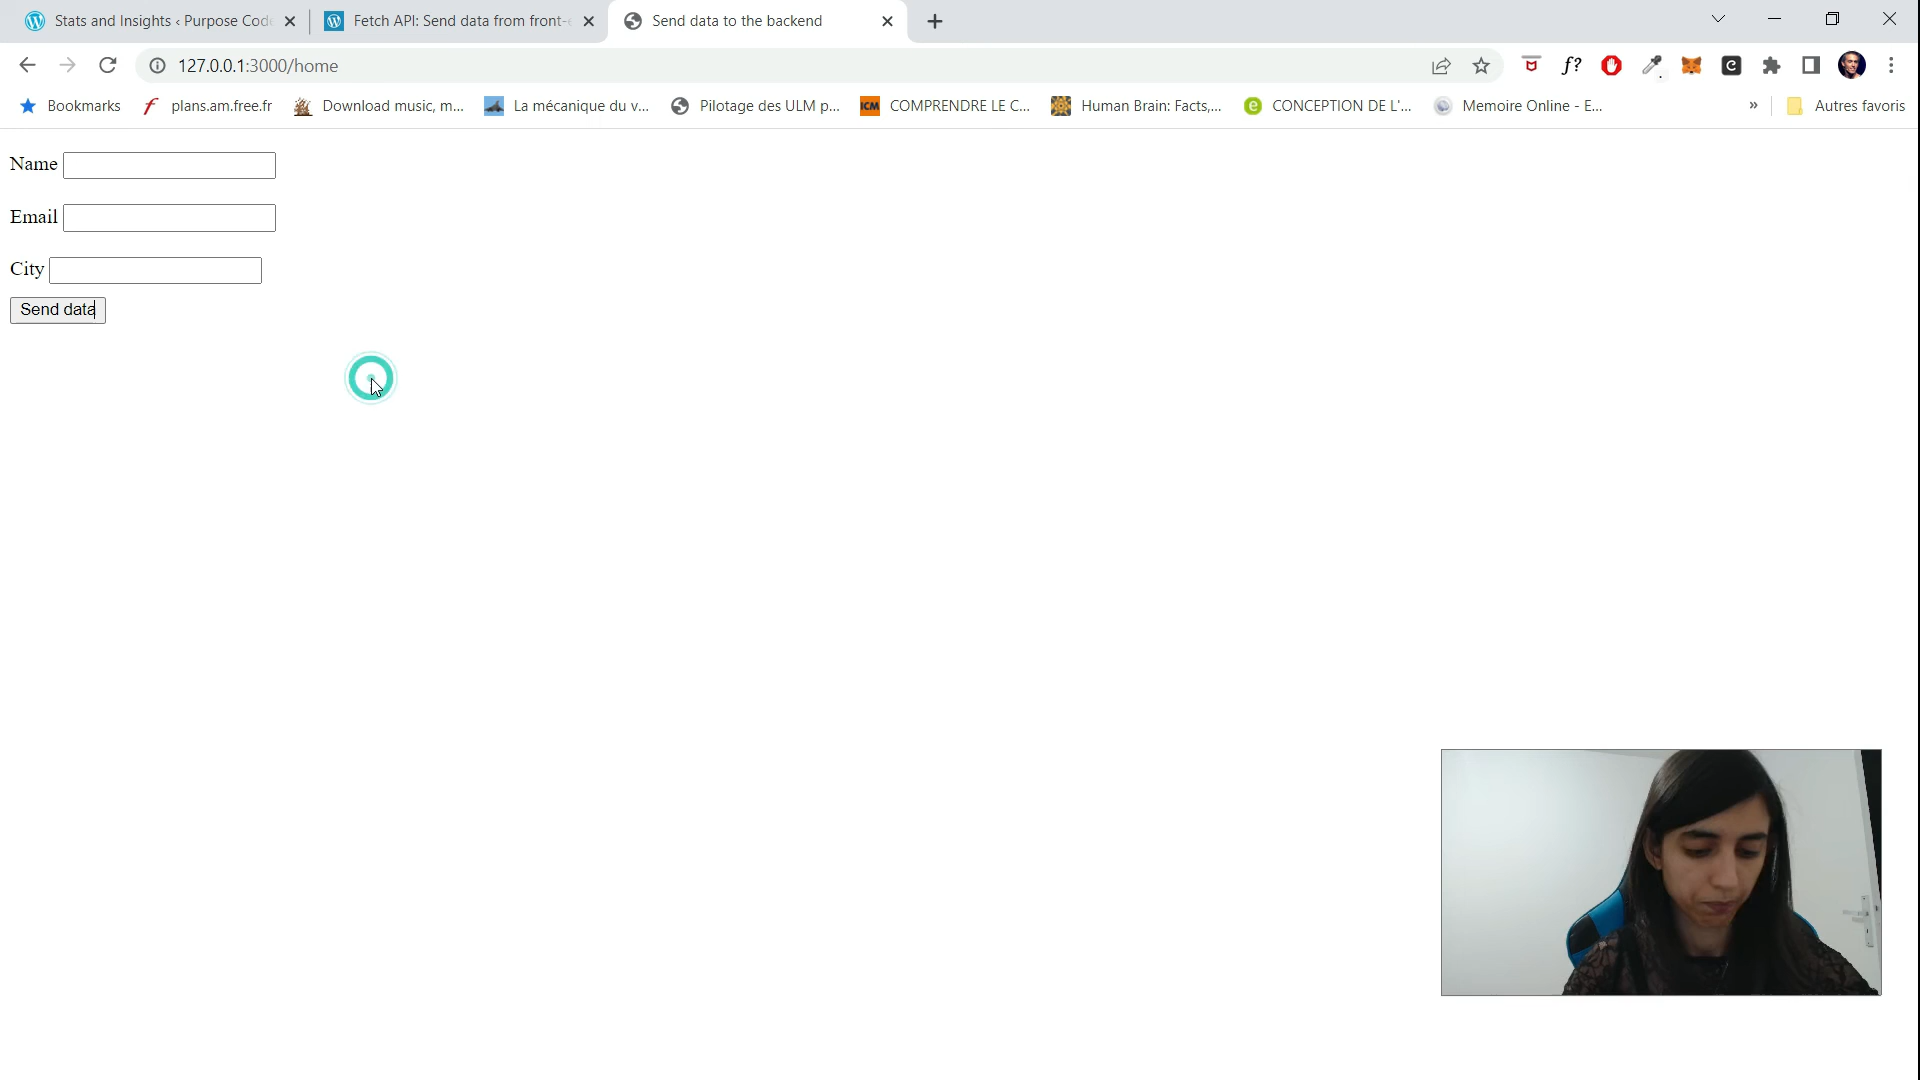 Stats and Insights ‹ Purpose Cod
Fetch API: Send data from front-
Send data to the backend
127.0.0.1:3000/home
f?
C
Bookmarks
plans.am.free.fr
Download music, m...
La mécanique du v...
Pilotage des ULM p...
ICM
COMPRENDRE LE C...
Human Brain: Facts,...
e
CONCEPTION DE L'...
Memoire Online - E...
»
Autres favoris
Name
Email
City
Send data